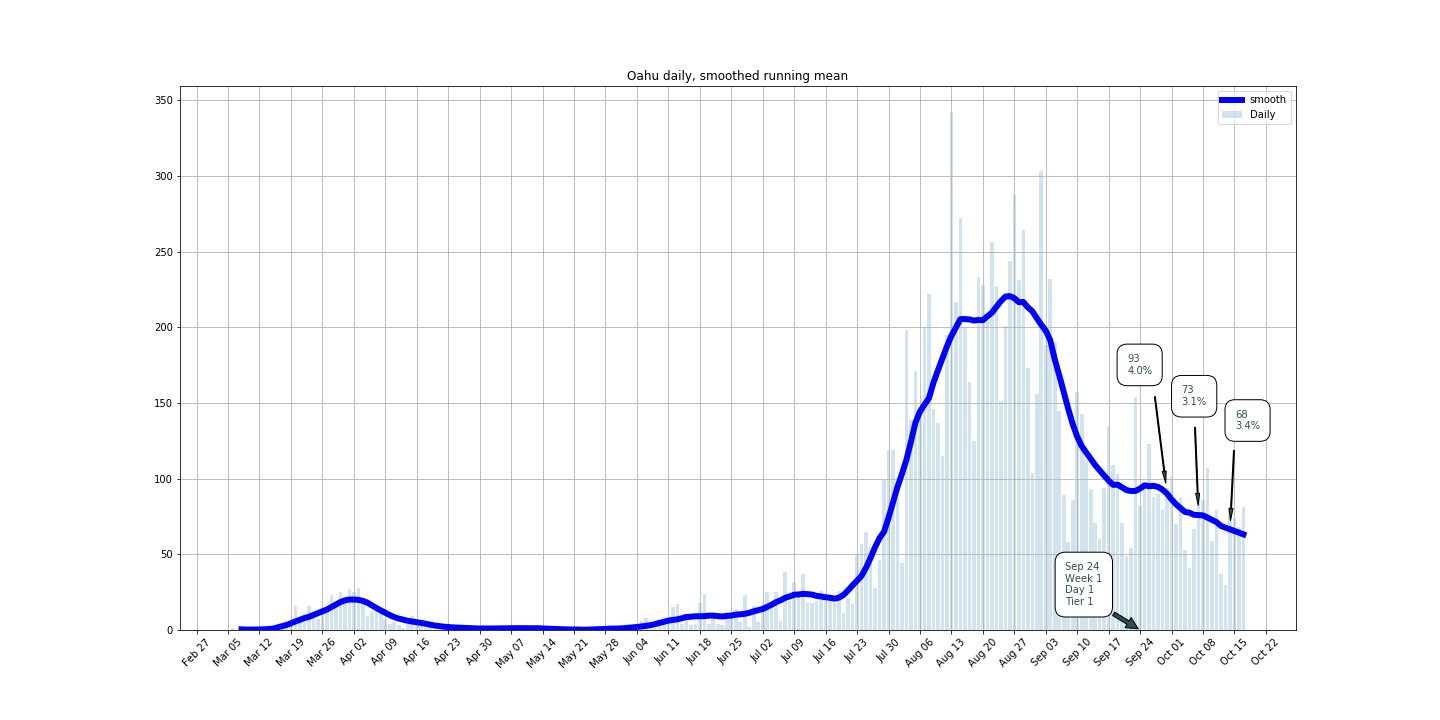 Oahu daily, smoothed running mean
350
300
250
200
150
100
50
0
smooth
Daily
93
4.0%
73
3.1%
68
3.4%
Sep 24
Week 1
Day 1
Tier 1
Feb 27
Mar 05
Mar 12
Mar 19
Mar 26
Apr 02
Apr 09
Apr 16
Apr 23
Apr 30
May 07
May 14
May 21
May 28
Jun 04
Jun 11
Jun 18
Jun 25
Jul 02
Jul 09
Jul 16
Jul 23
Jul 30
Aug 06
Aug 13
Aug 20
Aug 27
Sep 03
Sep 10
Sep 17
Sep 24
Oct 01
Oct 08
Oct 15
Oct 22